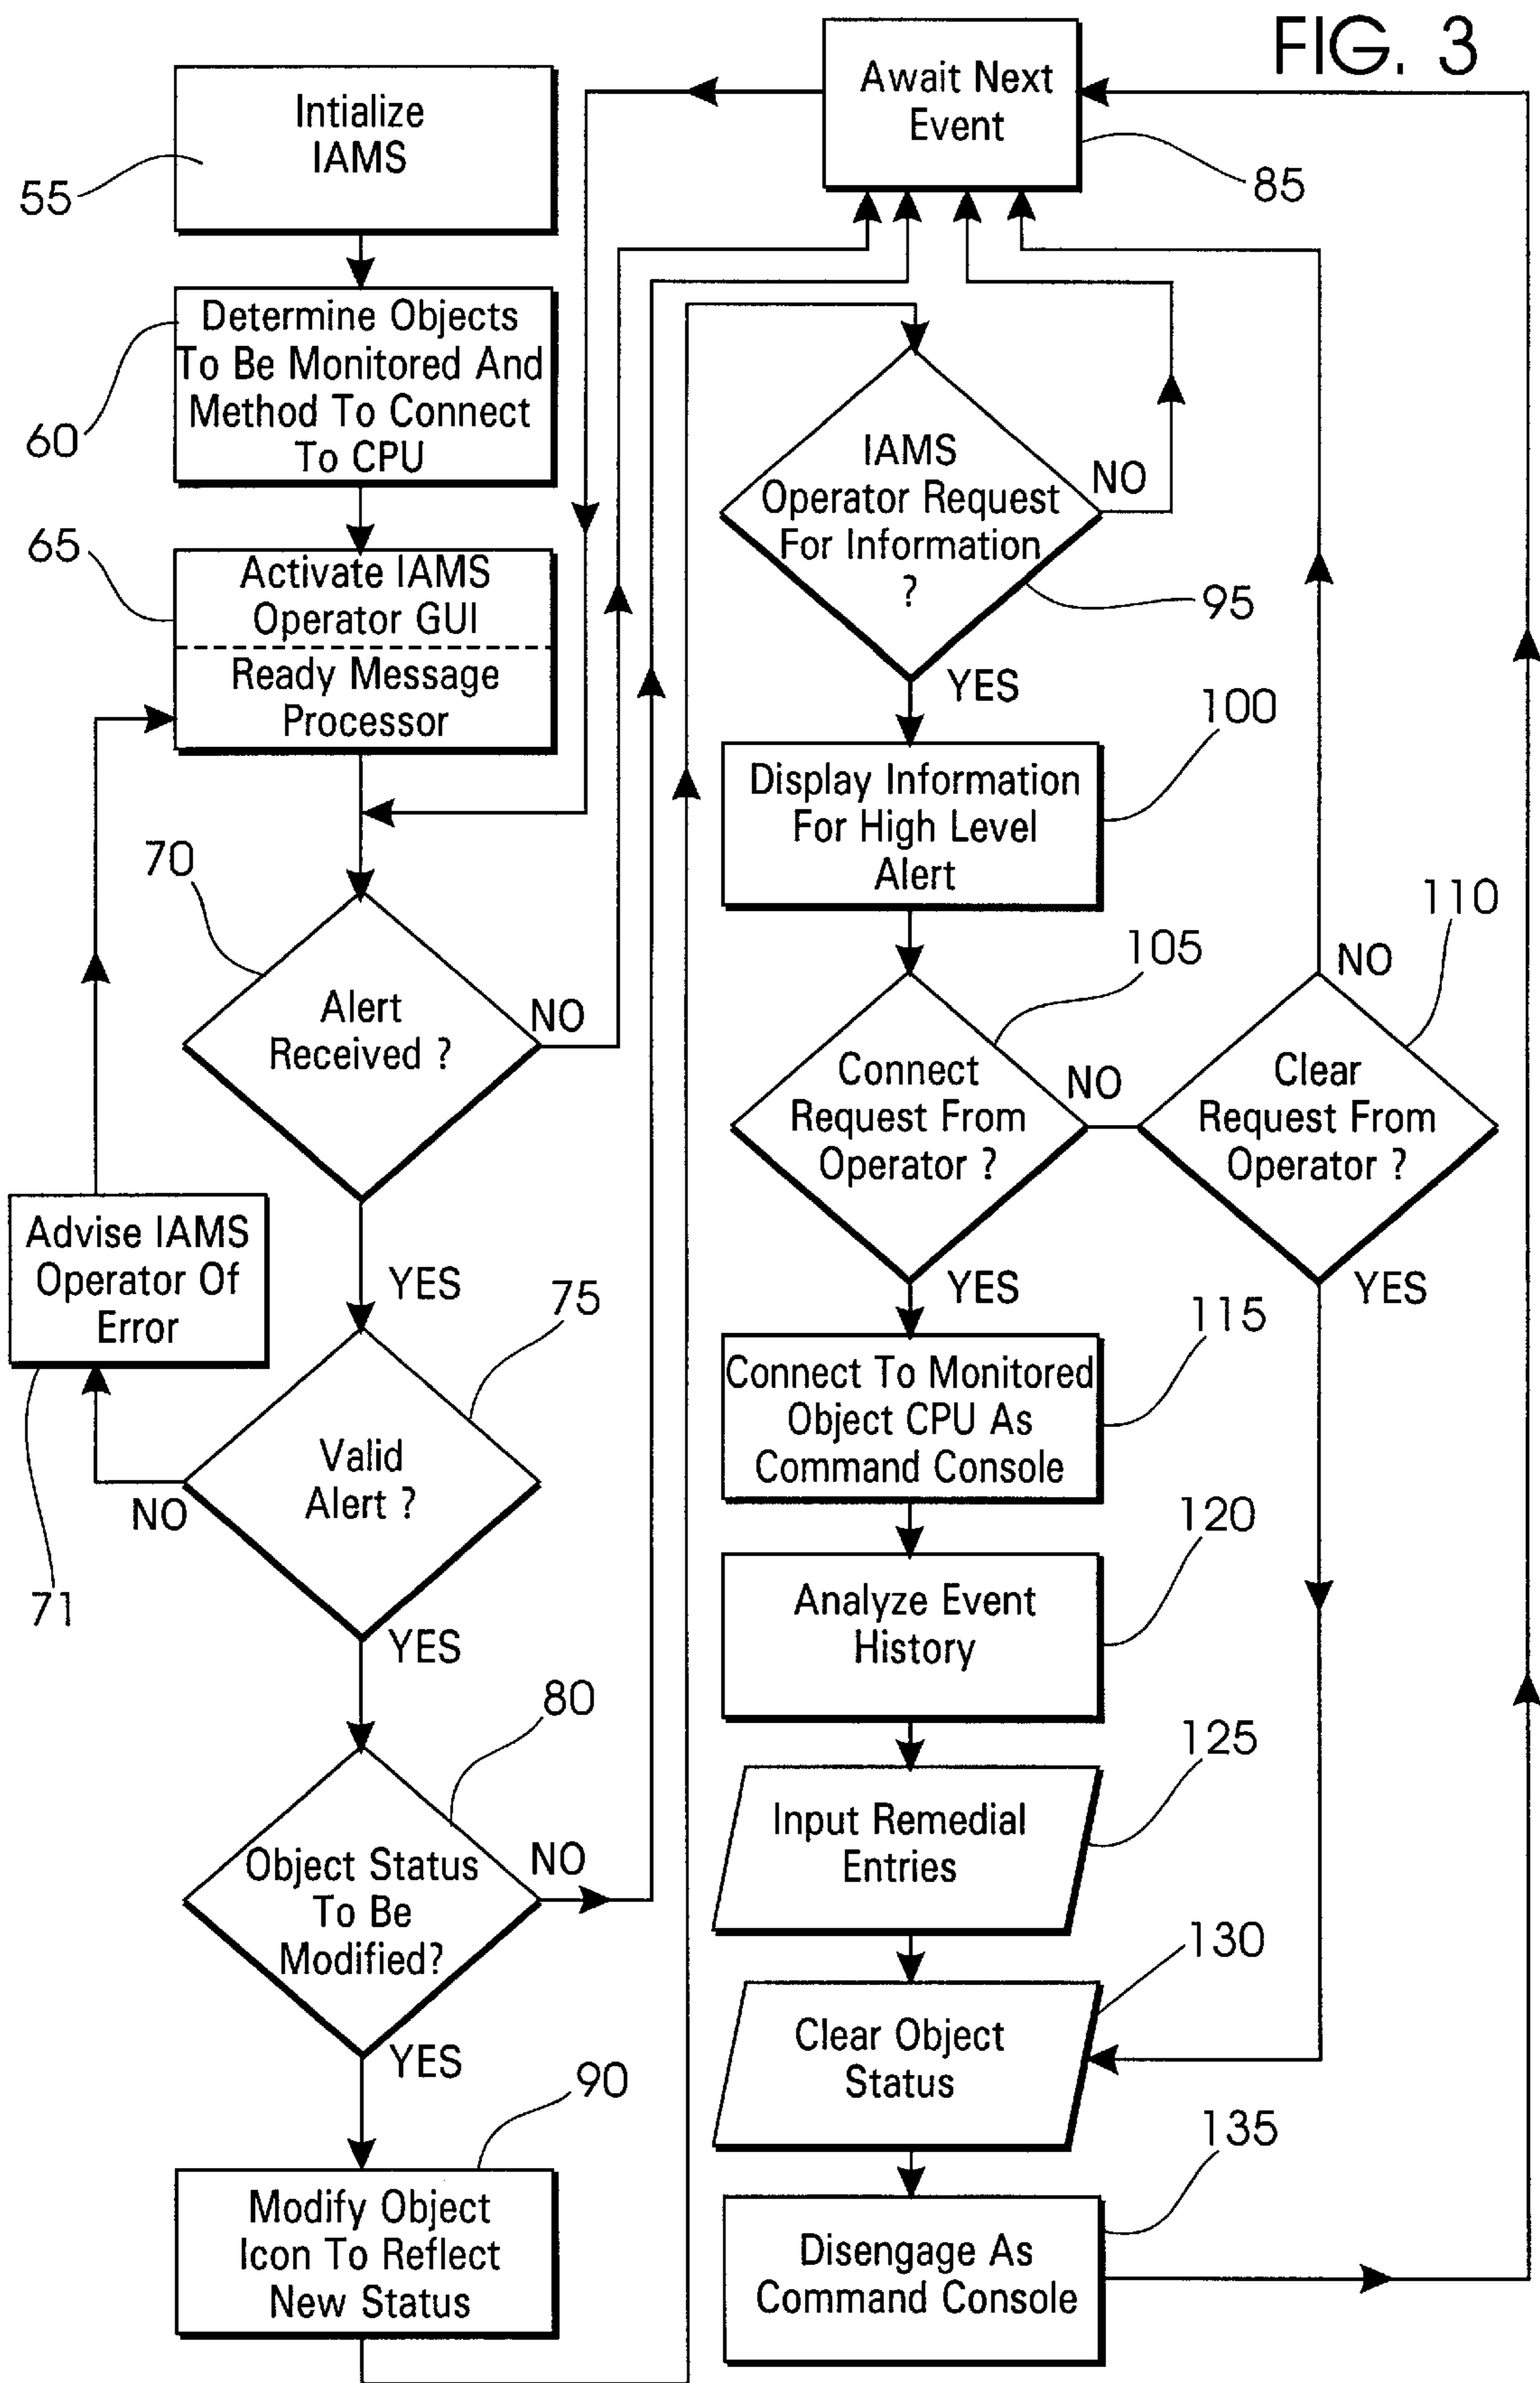 FIG. 3
Intialize
IAMS
55
Determine Objects
To Be Monitored And
Method To Connect
To CPU
60
Activate IAMS
Operator GUI
Ready Message
Processor
65
Alert
Received ?
70
NO
YES
Advise IAMS
Operator Of
Error
71
Valid
Alert ?
75
NO
YES
Object Status
To Be
Modified?
80
NO
YES
Modify Object
Icon To Reflect
New Status
90
Await Next
Event
85
IAMS
Operator Request
For Information
?
95
NO
YES
Display Information
For High Level
Alert
100
Connect
Request From
Operator ?
105
NO
YES
Clear
Request From
Operator ?
110
NO
YES
Connect To Monitored
Object CPU As
Command Console
115
Analyze Event
History
120
Input Remedial
Entries
125
Clear Object
Status
130
Disengage As
Command Console
135